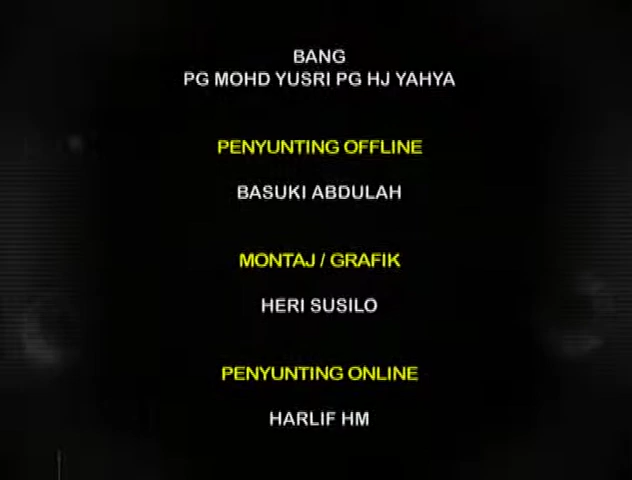 BANG
PG MOHD YUSRI PG HJ YAHYA
PENYUNTING OFFLINE
BASUKI ABDULAH
MONTAJ / GRAFIK
HERI SUSILO
PENYUNTING ONLINE
HARLIF HM